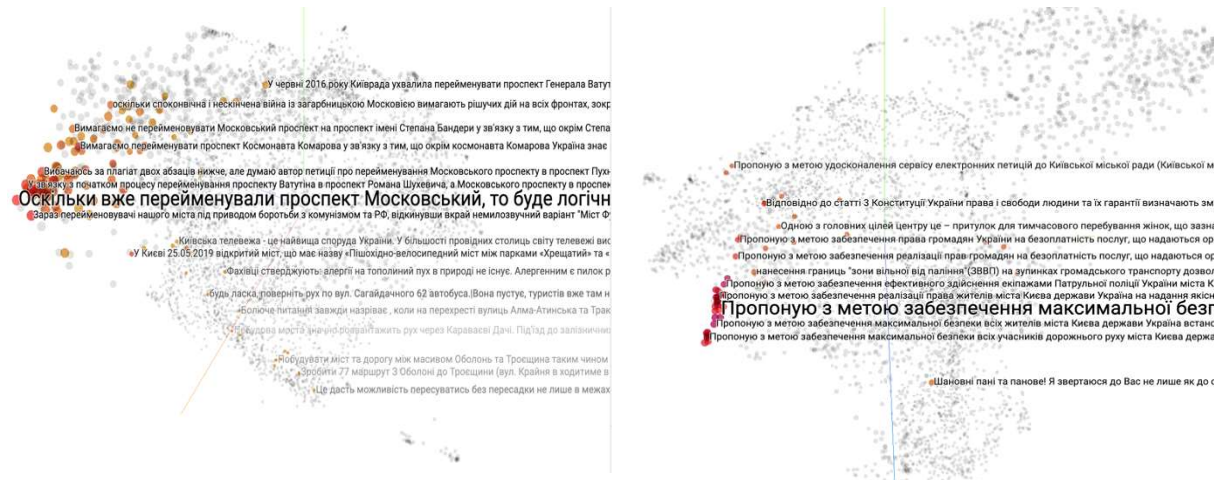 У червні 2016 року Київрада ухвалила перейменувати проспект Генерала Ватут
оскільки споконвічна і нескінчена війна із загарбницькою Московією вимагають рішучих дій на всіх фронтах, зокр
Вимагаємо не перейменовувати Московський проспект на проспект імені Степана Бандери у зв'язку з тим, що окрім Степа
Вимагаємо перейменувати проспект Космонавта Комарова у зв'язку з тим, що окрім космонавта Комарова Україна знає
Вибачаюсь за плагіат двох абзаців нижче, але думаю автор петиції про перейменування Московського проспекту в проспект
У зв'язку з початком процесу перейменування проспекту Ватутіна в проспект Романа Шухевича, а Московського проспекту в проспек
Оскільки вже перейменували проспект Московський, то буде логічн
Зараз перейменовувачі нашого міста під приводом боротьби з комунізмом та РФ, відкинувши вкрай немилозвучний варіант "Міст
Київська телевежа - це найвища споруда України. У більшості провідних столиць світу телевежі вис
У Києві 25.05.2019 відкритий міст, що має назву «Пішохідно-велосипедний міст між парками «Хрещатий» та «
Фахівці стверджують: алергії на тополиний пух в природі не існує. Алергенним є пилок р
будь ласка, поверніть рух по вул. Сагайдачного 62 автобуса. Вона пустує, туристів вже там н
Болюче питання завжди назріває , коли на перехресті вулиць Алма-Атинська та Трак
моста значно розвантажить рух через Караваєві Дачі. Під'їзд до залізнично
Побудувати міст та дорогу між масивом Оболонь та Троєщина таким чином
Зробити 77 маршрут З Оболоні до Троєщини (вул. Крайня в ходитиме в
Це дасть можливість пересуватись без пересадки не лише в межах
Пропоную з метою удосконалення сервісу електронних петицій до Київської міської ради (Київської м
Відповідно до статті 3 Конституції України права і свободи людини та їх гарантії визначають зм
Одною з головних цілей центру це – притулок для тимчасового перебування жінок, що зазна
Пропоную з метою забезпечення права громадян України на безоплатність послуг, що надаються ор
Пропоную з метою забезпечення реалізації прав громадян на безоплатність послуг, що надаються ор
нанесення границь "зони вільної від паління"(ЗВВП) на зупинках громадського транспорту дозвол
Пропоную з метою забезпечення ефективного здійснення екіпажами Патрульної поліції України міста К
Пропоную з метою забезпечення реалізації права жителів міста Києва держави Україна на надання якісн
Пропоную з метою забезпечення максимальної безп
Пропоную з метою забезпечення максимальної безпеки всіх жителів міста Києва держави Україна встано
Пропоную з метою забезпечення максимальної безпеки всіх учасників дорожнього руху міста Києва держа
Шановні пані та панове! Я звертаюся до Вас не лише як до с